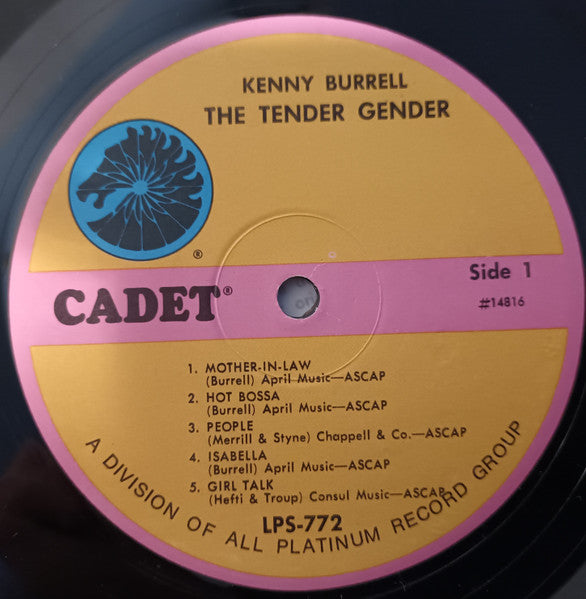 KENNY BURRELL
THE TENDER GENDER
®
CADET®
Side 1
#14816
1. MOTHER-IN-LAW
(Burrell) April Music—ASCAP
2. HOT BOSSA
(Burrell) April Music—ASCAP
3. PEOPLE
(Merrill & Styne) Chappell & Co.—ASCAP
4. ISABELLA
(Burrell) April Music—ASCAP
5. GIRL TALK
(Hefti & Troup) Consul Music—ASCAP
LPS-772
A DIVISION OF ALL PLATINUM RECORD GROUP